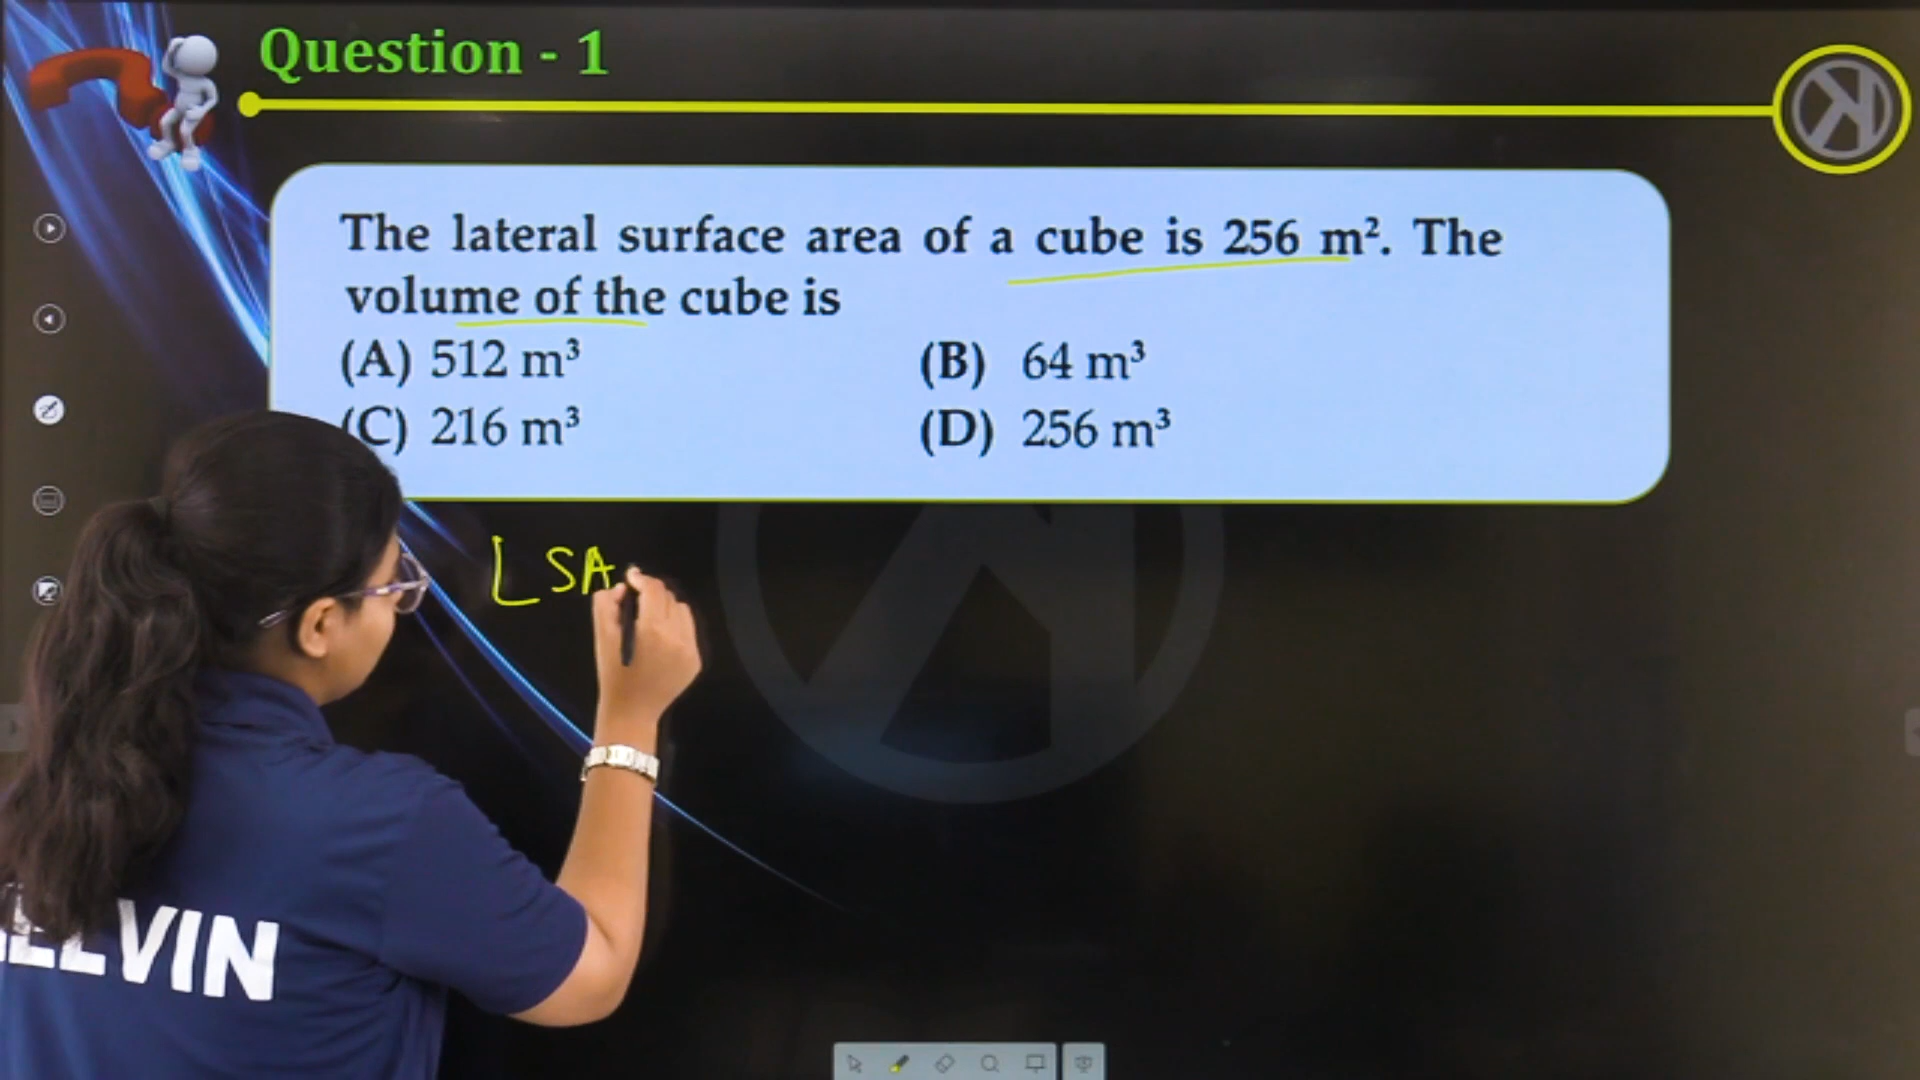 Question - 1
The lateral surface area of a cube is 256 m². The
volume of the cube is
(A) 512 m³ (B) 64 m³
(C) 216 m³ (D) 256 m³
LSA
ELVIN